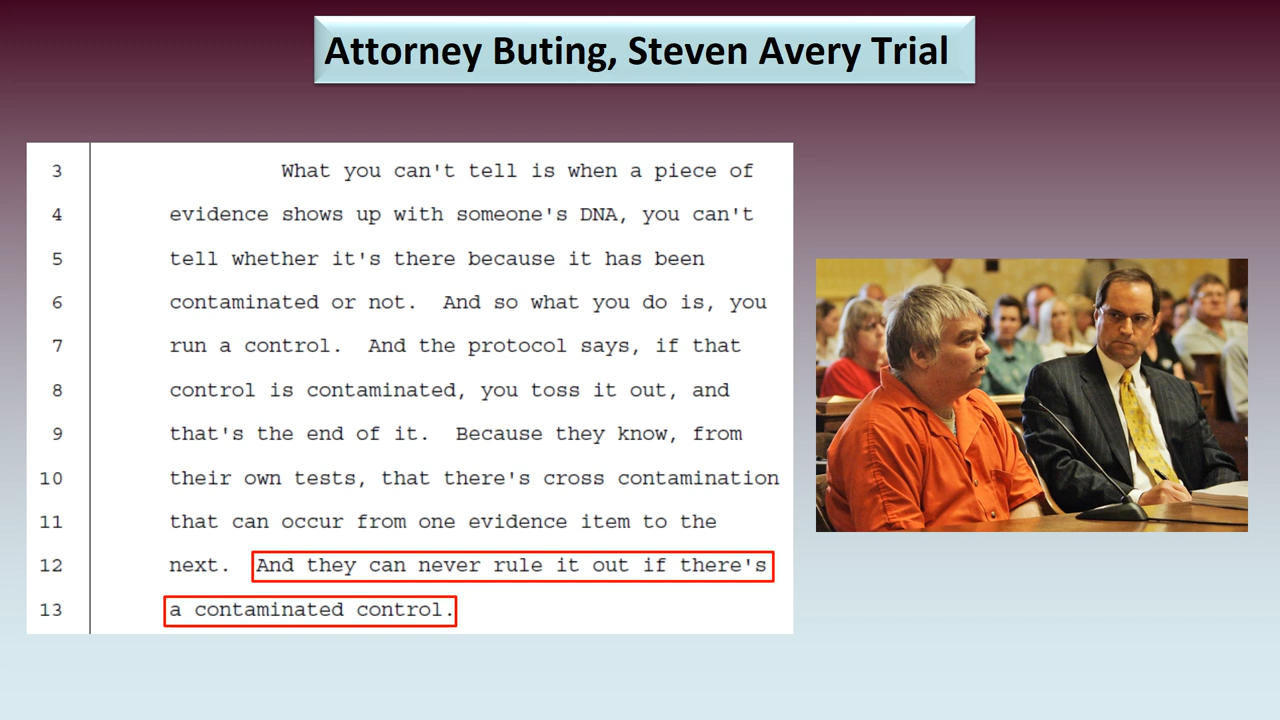 Attorney Buting, Steven Avery Trial
3 What you can't tell is when a piece of
4 evidence shows up with someone's DNA, you can't
5 tell whether it's there because it has been
6 contaminated or not. And so what you do is, you
7 run a control. And the protocol says, if that
8 control is contaminated, you toss it out, and
9 that's the end of it. Because they know, from
10 their own tests, that there's cross contamination
11 that can occur from one evidence item to the
12 next. And they can never rule it out if there's
13 a contaminated control.